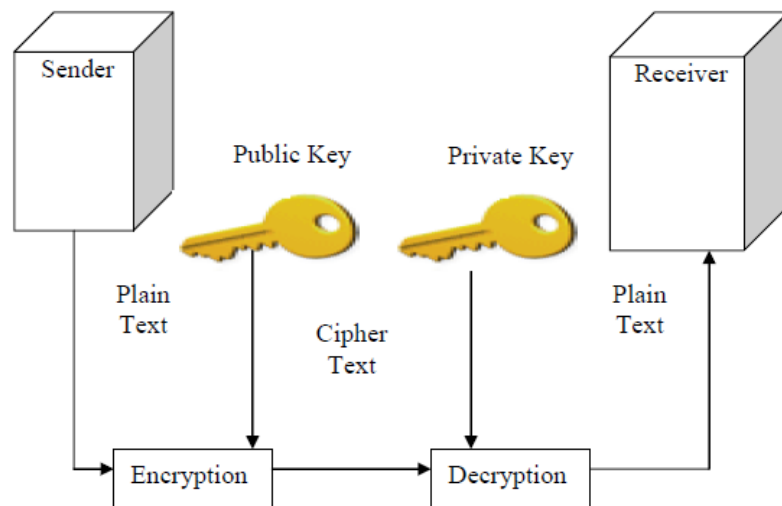 Sender
Receiver
Public Key
Private Key
Plain
Text
Cipher
Text
Plain
Text
Encryption
Decryption